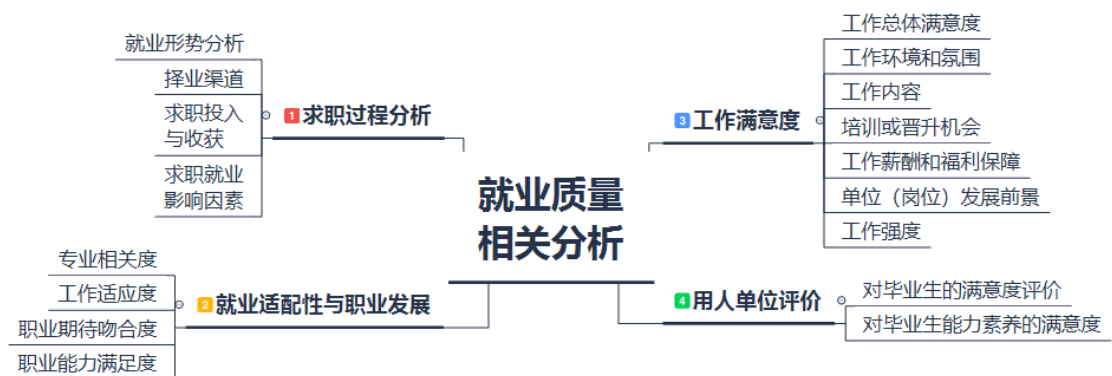 就业质量
相关分析
1 求职过程分析
就业形势分析
择业渠道
求职投入
与收获
求职就业
影响因素
2 就业适配性与职业发展
专业相关度
工作适应度
职业期待吻合度
职业能力满足度
3 工作满意度
工作总体满意度
工作环境和氛围
工作内容
培训或晋升机会
工作薪酬和福利保障
单位（岗位）发展前景
工作强度
4 用人单位评价
对毕业生的满意度评价
对毕业生能力素养的满意度